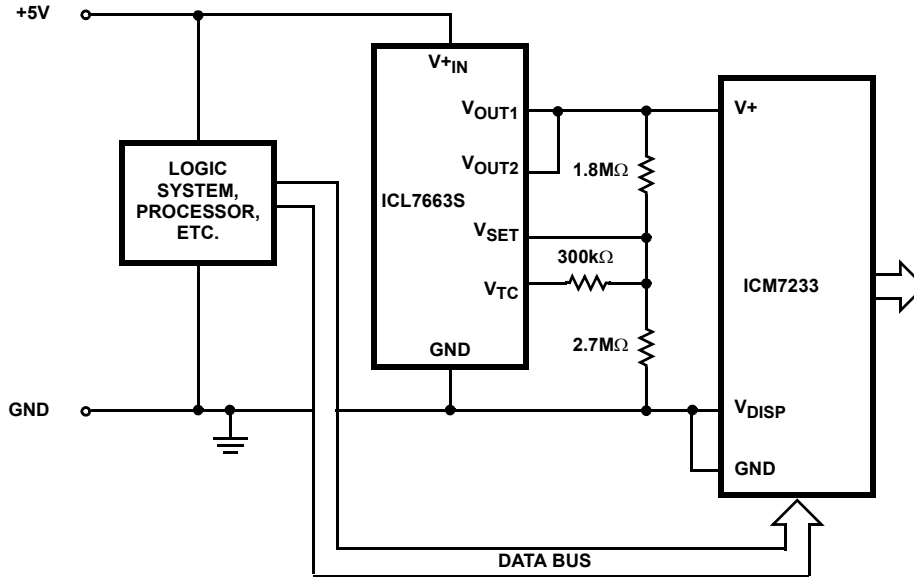 +5V
V+IN
VOUT1
V+
LOGIC
SYSTEM,
PROCESSOR,
ETC.
VOUT2
1.8MΩ
ICL7663S
VSET
300kΩ
VTC
ICM7233
GND
2.7MΩ
GND
VDISP
GND
DATA BUS